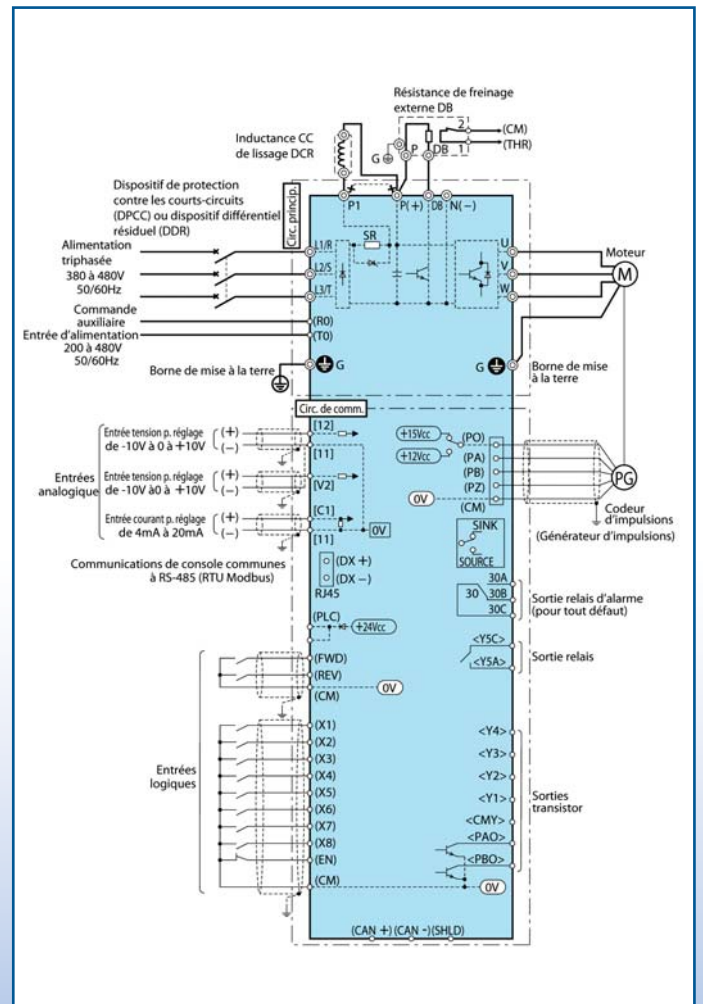 Résistance de freinage
externe DB
2
(CM)
(THR)
1
P
DB
G
Inductance CC
de lissage DCR
Dispositif de protection
contre les courts-circuits
(DPCC) ou dispositif différentiel
résiduel (DDR)
Circ. princip.
P1
P(+)
DB
N(-)
SR
Alimentation
triphasée
380 à 480V
50/60Hz
L1/R
L2/S
L3/T
U
V
W
Moteur
M
Commande
auxiliaire
Entrée d'alimentation
200 à 480V
50/60Hz
(R0)
(T0)
Borne de mise à la terre
G
G
Borne de mise
à la terre
Circ. de comm.
Entrées
analogique
Entrée tension p. réglage
de -10V à 0 à +10V
(+)
(−)
[12]
[11]
Entrée tension p. réglage
de -10V à0 à +10V
(+)
(−)
[V2]
Entrée courant p. réglage
de 4mA à 20mA
(+)
(−)
[C1]
[11]
0V
+15Vcc
+12Vcc
0V
(PO)
(PA)
(PB)
(PZ)
(CM)
PG
Codeur
d'impulsions
(Générateur d'impulsions)
SINK
SOURCE
Communications de console communes
à RS-485 (RTU Modbus)
(DX +)
(DX −)
RJ45
30
30A
30B
30C
Sortie relais d'alarme
(pour tout défaut)
(PLC)
+24Vcc
<Y5C>
<Y5A>
Sortie relais
(FWD)
(REV)
(CM)
0V
Entrées
logiques
(X1)
(X2)
(X3)
(X4)
(X5)
(X6)
(X7)
(X8)
(EN)
(CM)
<Y4>
<Y3>
<Y2>
<Y1>
<CMY>
<PAO>
<PBO>
0V
Sorties
transistor
(CAN +) (CAN -) (SHLD)